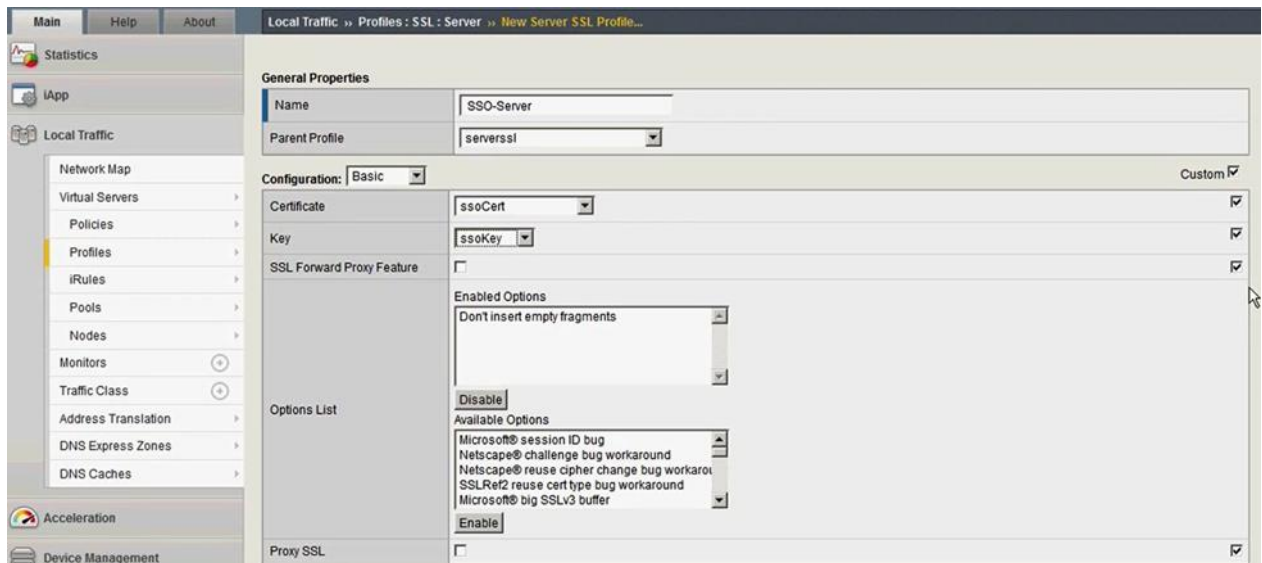 Main Help About
Local Traffic ›› Profiles : SSL : Server ›› New Server SSL Profile...
Statistics
iApp
Local Traffic
Network Map
Virtual Servers
Policies
Profiles
iRules
Pools
Nodes
Monitors
Traffic Class
Address Translation
DNS Express Zones
DNS Caches
Acceleration
Device Management
General Properties
Name SSO-Server
Parent Profile serverssl
Configuration: Basic Custom
Certificate ssoCert
Key ssoKey
SSL Forward Proxy Feature
Options List
Enabled Options
Don't insert empty fragments
Disable
Available Options
Microsoft® session ID bug
Netscape® challenge bug workaround
Netscape® reuse cipher change bug workarou
SSLRef2 reuse cert type bug workaround
Microsoft® big SSLv3 buffer
Enable
Proxy SSL